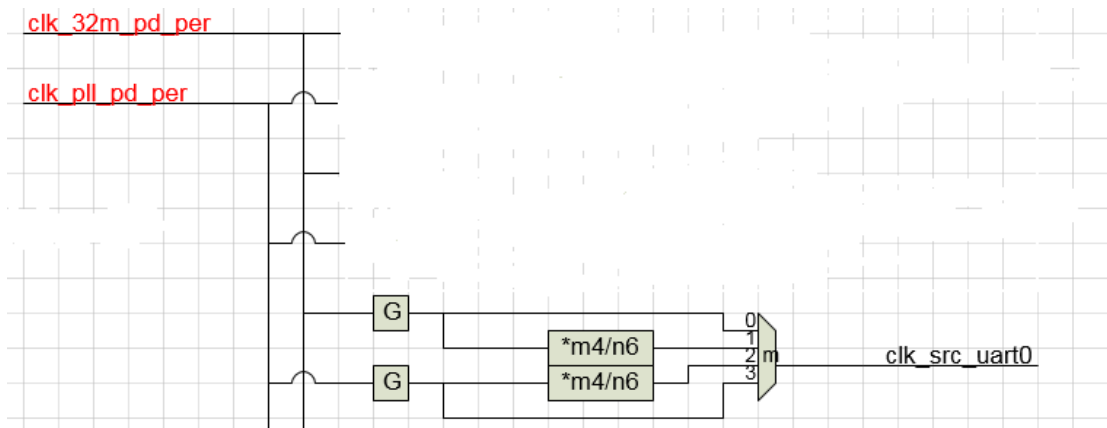 clk_32m_pd_per
clk_pll_pd_per
G
0
1
*m4/n6
2
m
clk_src_uart0
G
*m4/n6
3